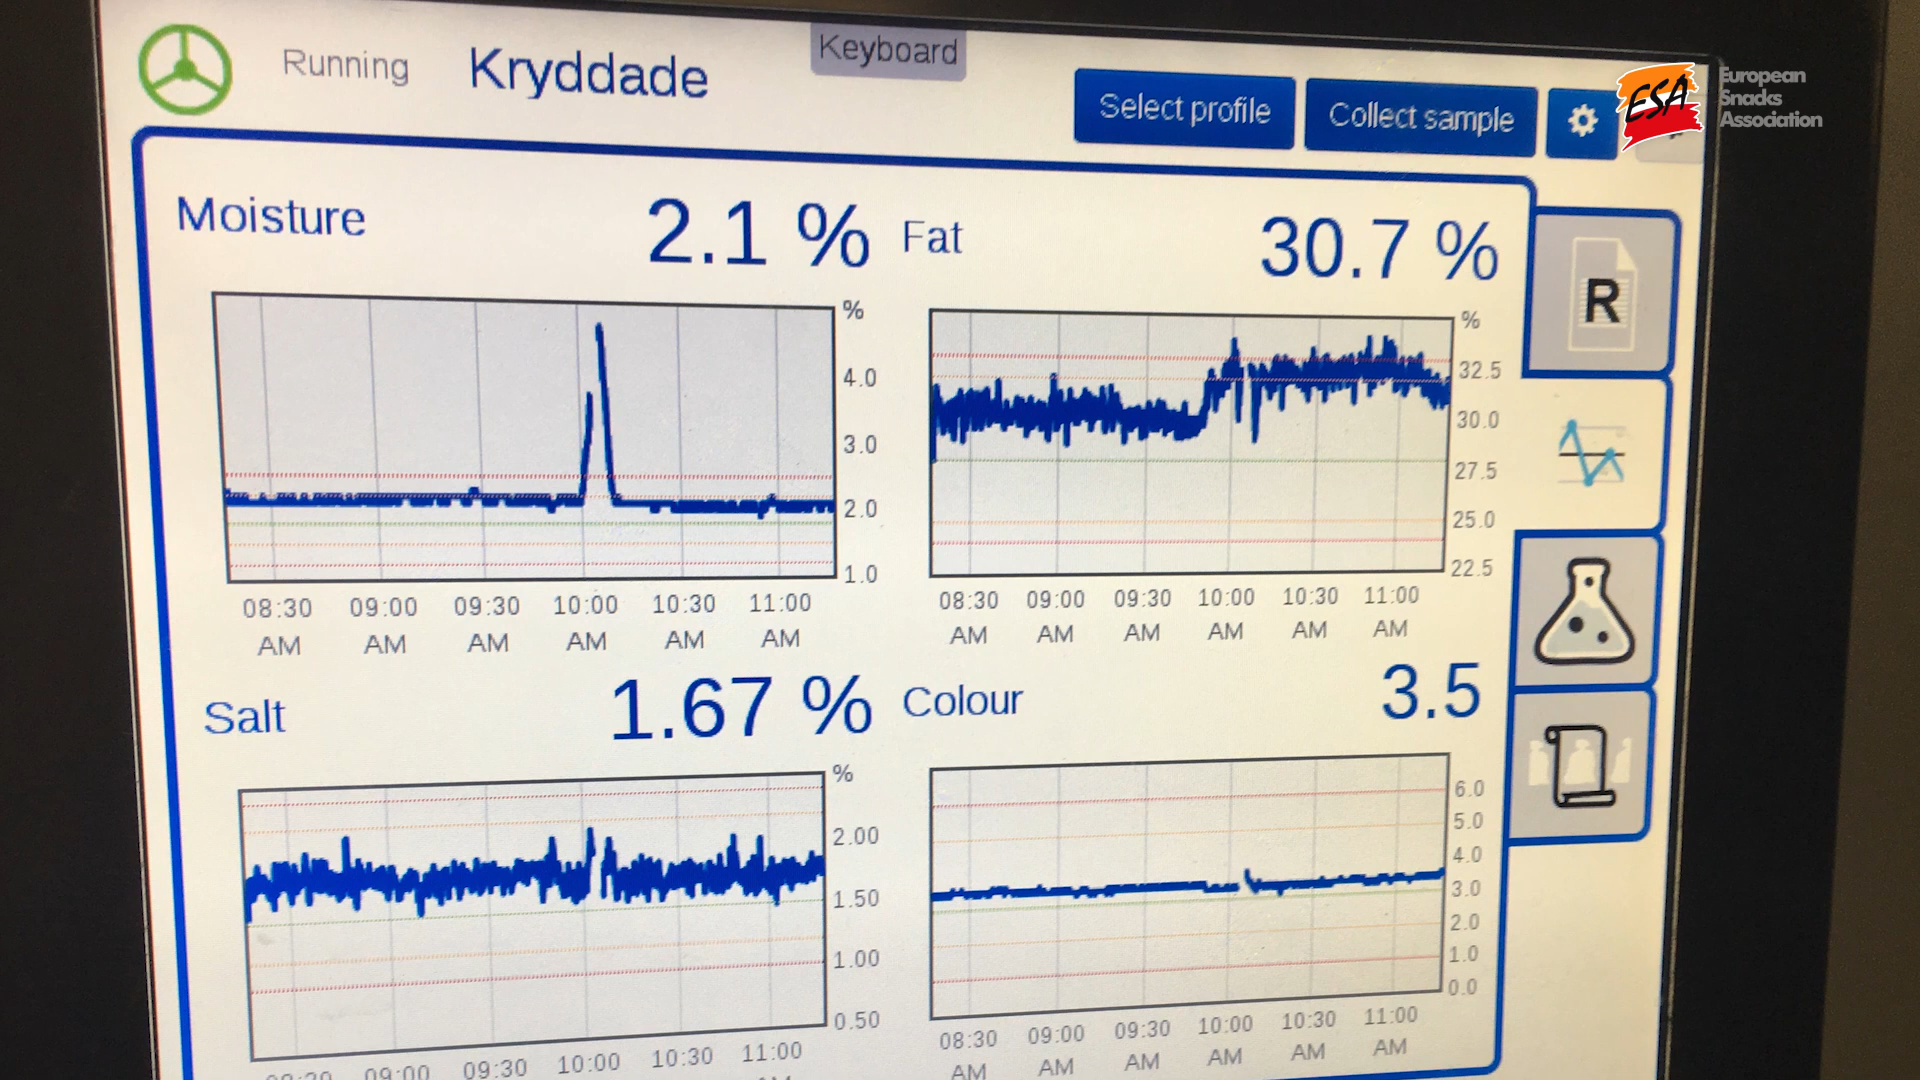 Running
Kryddade
Keyboard
Select profile
Collect sample
ESA
European
Snacks
Association
Moisture
2.1 %
Fat
30.7 %
R
%
4.0
3.0
2.0
1.0
08:30 09:00 09:30 10:00 10:30 11:00
AM AM AM AM AM AM
%
32.5
30.0
27.5
25.0
22.5
08:30 09:00 09:30 10:00 10:30 11:00
AM AM AM AM AM AM
Salt
1.67 %
Colour
3.5
%
2.00
1.50
1.00
0.50
09:00 09:30 10:00 10:30 11:00
6.0
5.0
4.0
3.0
2.0
1.0
0.0
08:30 09:00 09:30 10:00 10:30 11:00
AM AM AM AM AM AM